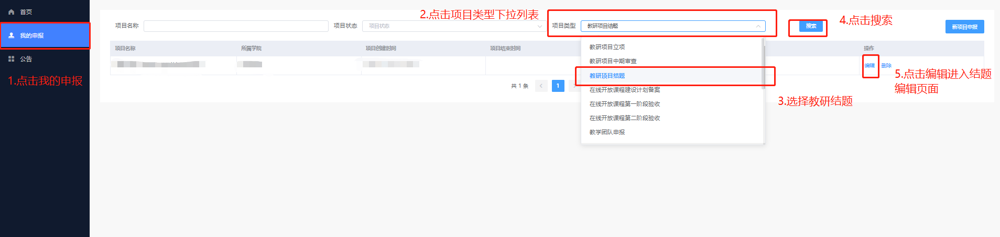 首页
我的申报
公告
1.点击我的申报
2.点击项目类型下拉列表
项目名称
项目状态 项目状态
项目类型 教研项目结题
搜索
4.点击搜索
新项目申报
项目名称 所属学院 项目创建时间 项目结束时间 操作
编辑 删除
5.点击编辑进入结题
编辑页面
教研项目立项
教研项目中期审查
教研项目结题
在线开放课程建设计划备案
在线开放课程第一阶段验收
在线开放课程第二阶段验收
教学团队申报
3.选择教研结题
共 1 条 < 1 >